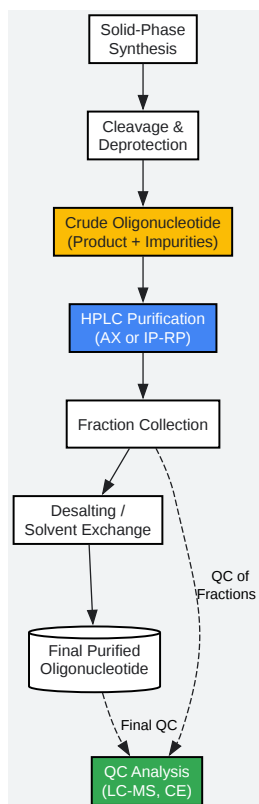 Solid-Phase
Synthesis
Cleavage &
Deprotection
Crude Oligonucleotide
(Product + Impurities)
HPLC Purification
(AX or IP-RP)
Fraction Collection
Desalting /
Solvent Exchange
QC of
Fractions
Final Purified
Oligonucleotide
Final QC
QC Analysis
(LC-MS, CE)